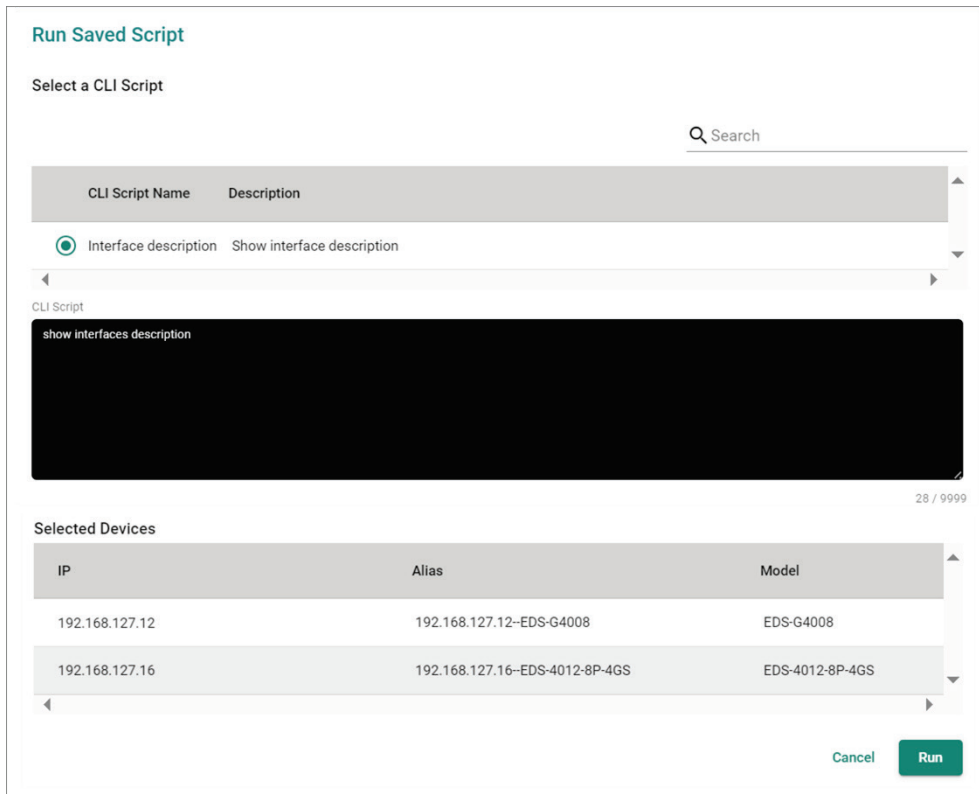 Run Saved Script
Select a CLI Script
Search
CLI Script Name Description
Interface description Show interface description
CLI Script
show interfaces description
28 / 9999
Selected Devices
IP Alias Model
192.168.127.12 192.168.127.12--EDS-G4008 EDS-G4008
192.168.127.16 192.168.127.16--EDS-4012-8P-4GS EDS-4012-8P-4GS
Cancel Run